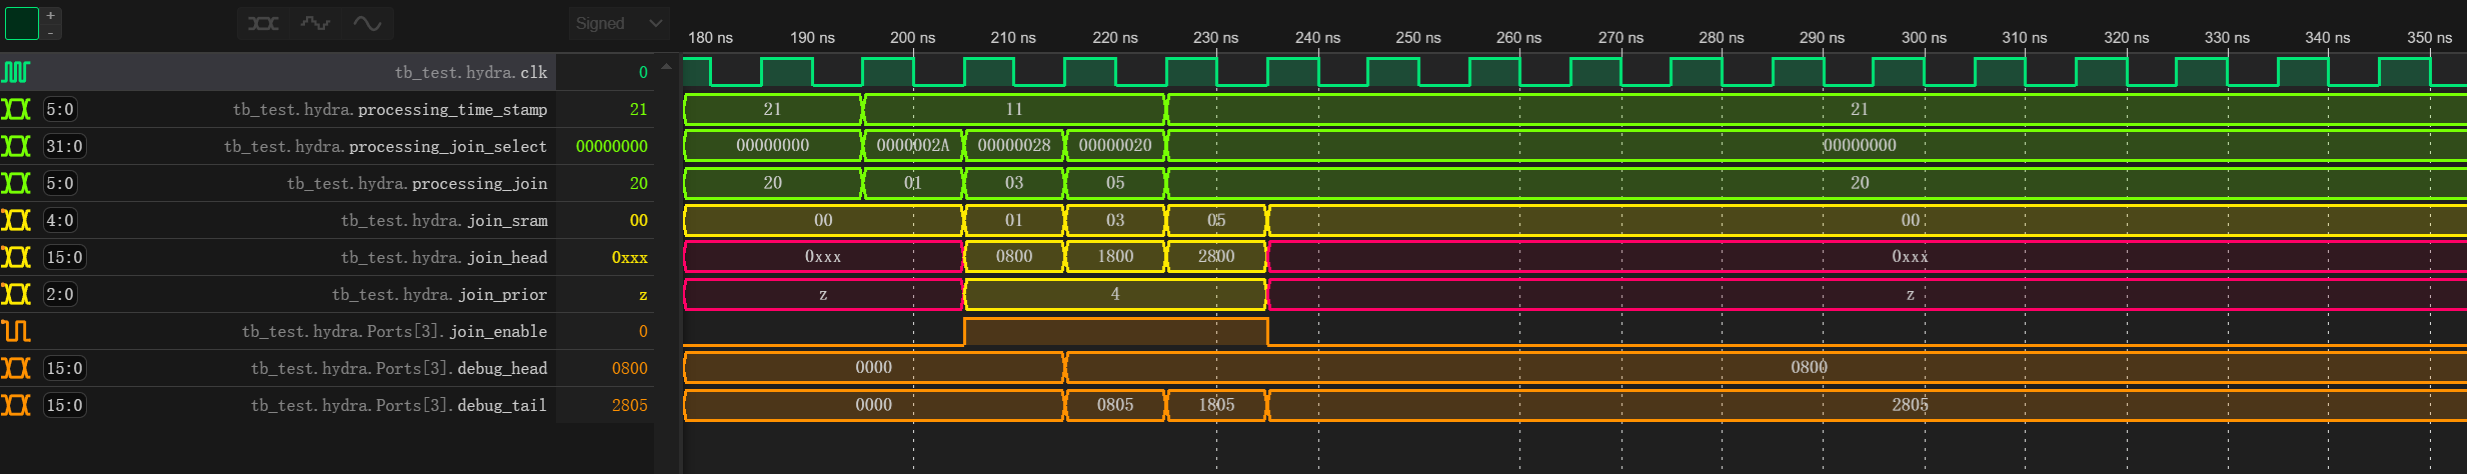 +
-
Signed
180 ns 190 ns 200 ns 210 ns 220 ns 230 ns 240 ns 250 ns 260 ns 270 ns 280 ns 290 ns 300 ns 310 ns 320 ns 330 ns 340 ns 350 ns
tb_test.hydra.clk 0
5:0 tb_test.hydra.processing_time_stamp 21 21 11 21
31:0 tb_test.hydra.processing_join_select 00000000 00000000 0000002A 00000028 00000020 00000000
5:0 tb_test.hydra.processing_join 20 20 01 03 05 20
4:0 tb_test.hydra.join_sram 00 00 01 03 05 00
15:0 tb_test.hydra.join_head 0xxx 0xxx 0800 1800 2800 0xxx
2:0 tb_test.hydra.join_prior z z 4 z
tb_test.hydra.Ports[3].join_enable 0
15:0 tb_test.hydra.Ports[3].debug_head 0800 0000 0800
15:0 tb_test.hydra.Ports[3].debug_tail 2805 0000 0805 1805 2805